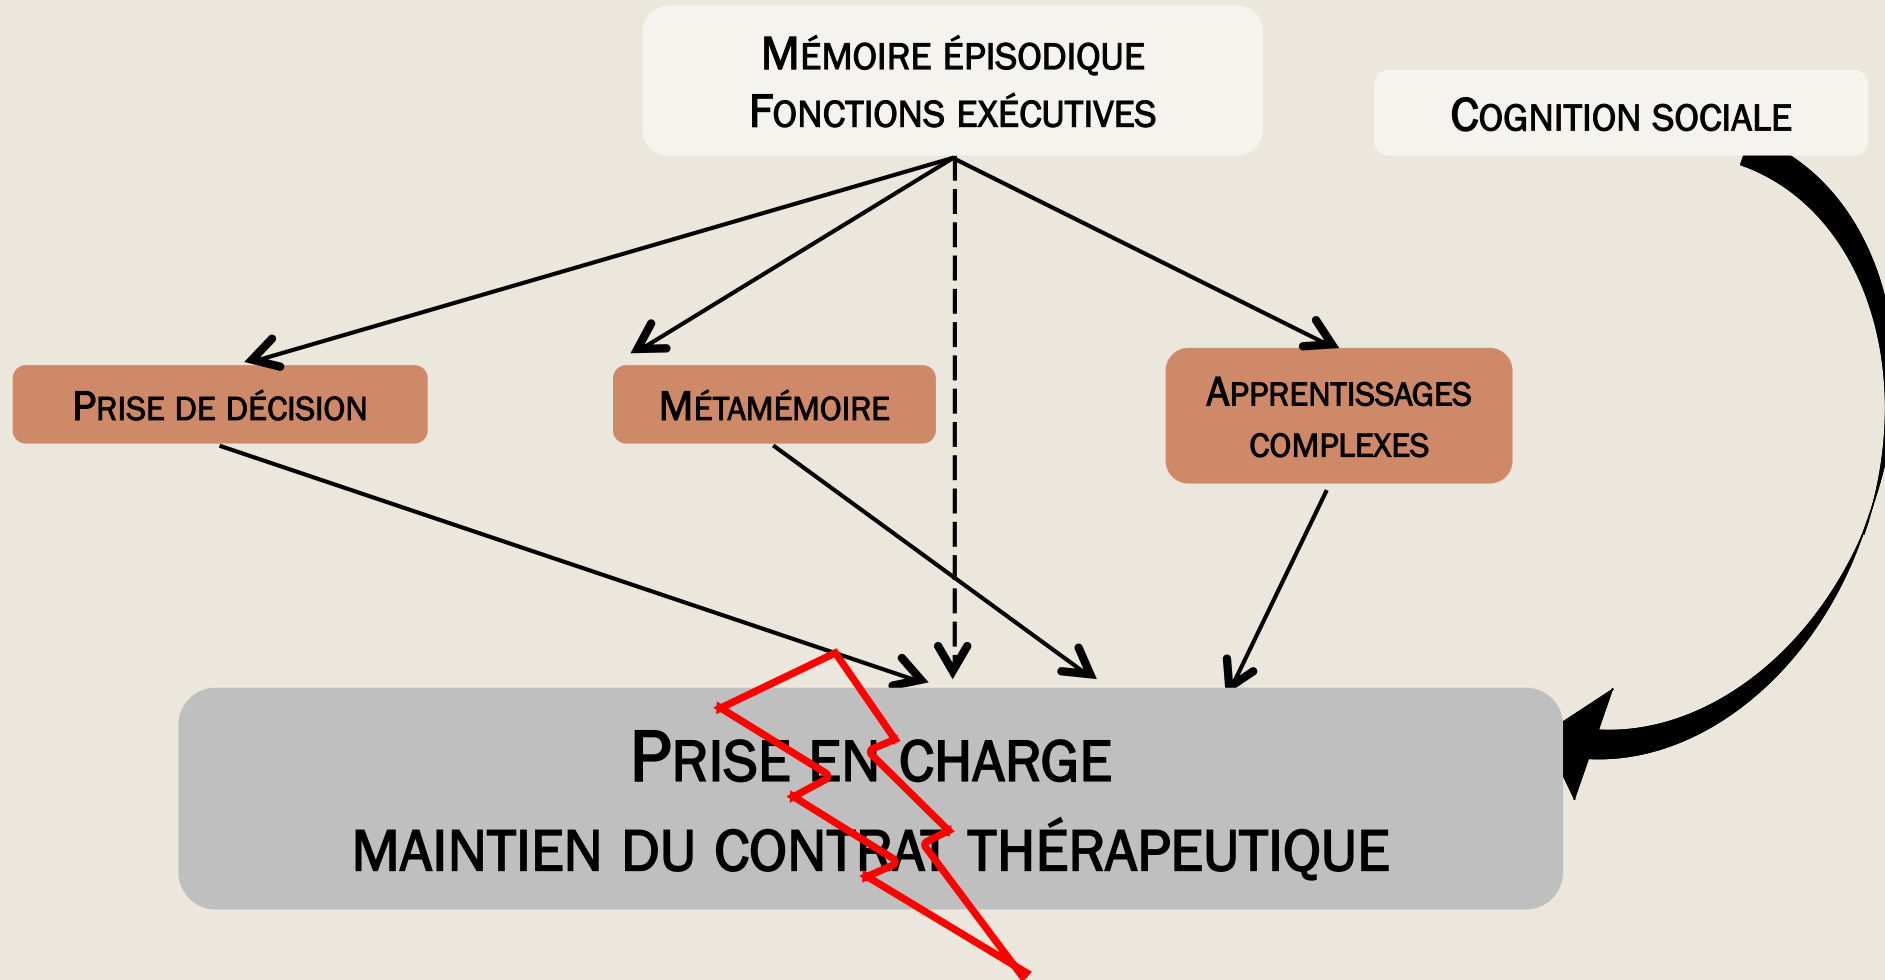 MÉMOIRE ÉPISODIQUE
FONCTIONS EXÉCUTIVES
COGNITION SOCIALE
PRISE DE DÉCISION
MÉTAMÉMOIRE
APPRENTISSAGES
COMPLEXES
PRISE EN CHARGE
MAINTIEN DU CONTRAT THÉRAPEUTIQUE